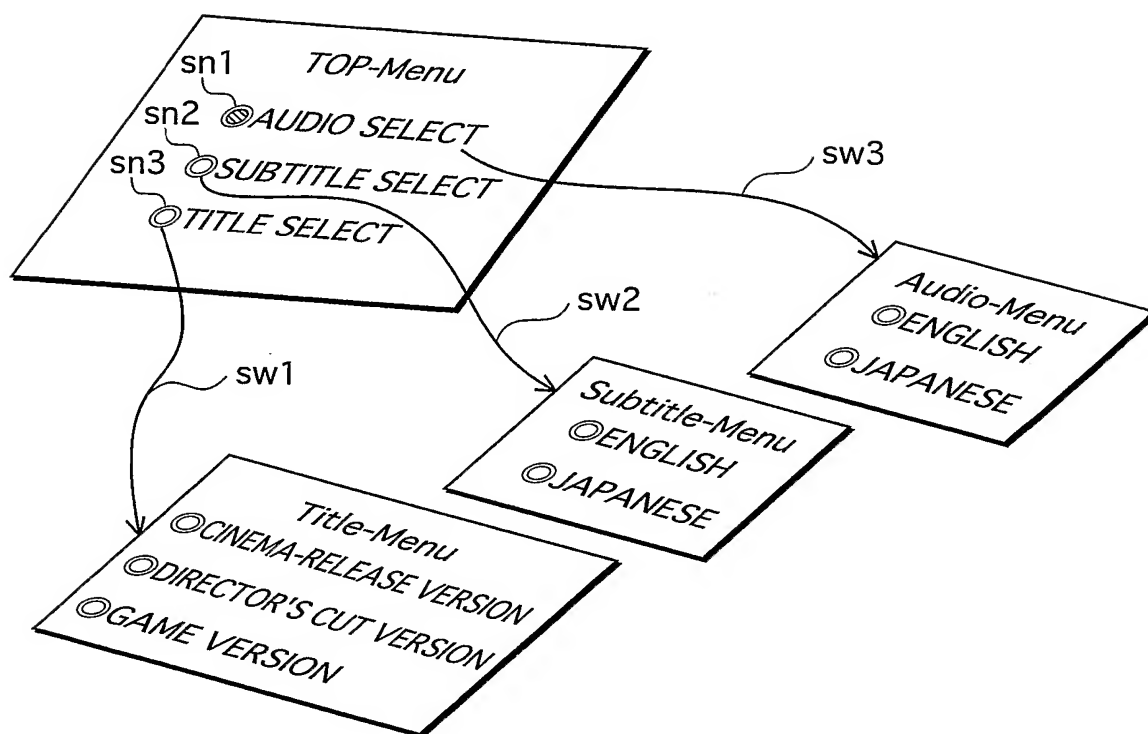 TOP-Menu
sn1
AUDIO SELECT
sn2
SUBTITLE SELECT
sn3
TITLE SELECT
sw3
sw2
sw1
Audio-Menu
ENGLISH
JAPANESE
Subtitle-Menu
ENGLISH
JAPANESE
Title-Menu
CINEMA-RELEASE VERSION
DIRECTOR'S CUT VERSION
GAME VERSION